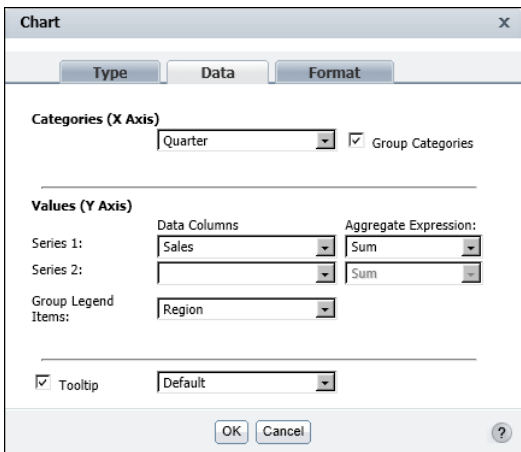 Chart x
Type Data Format
Categories (X Axis)
Quarter Group Categories
Values (Y Axis)
Data Columns Aggregate Expression:
Series 1: Sales Sum
Series 2: Sum
Group Legend
Items: Region
Tooltip Default
OK Cancel ?